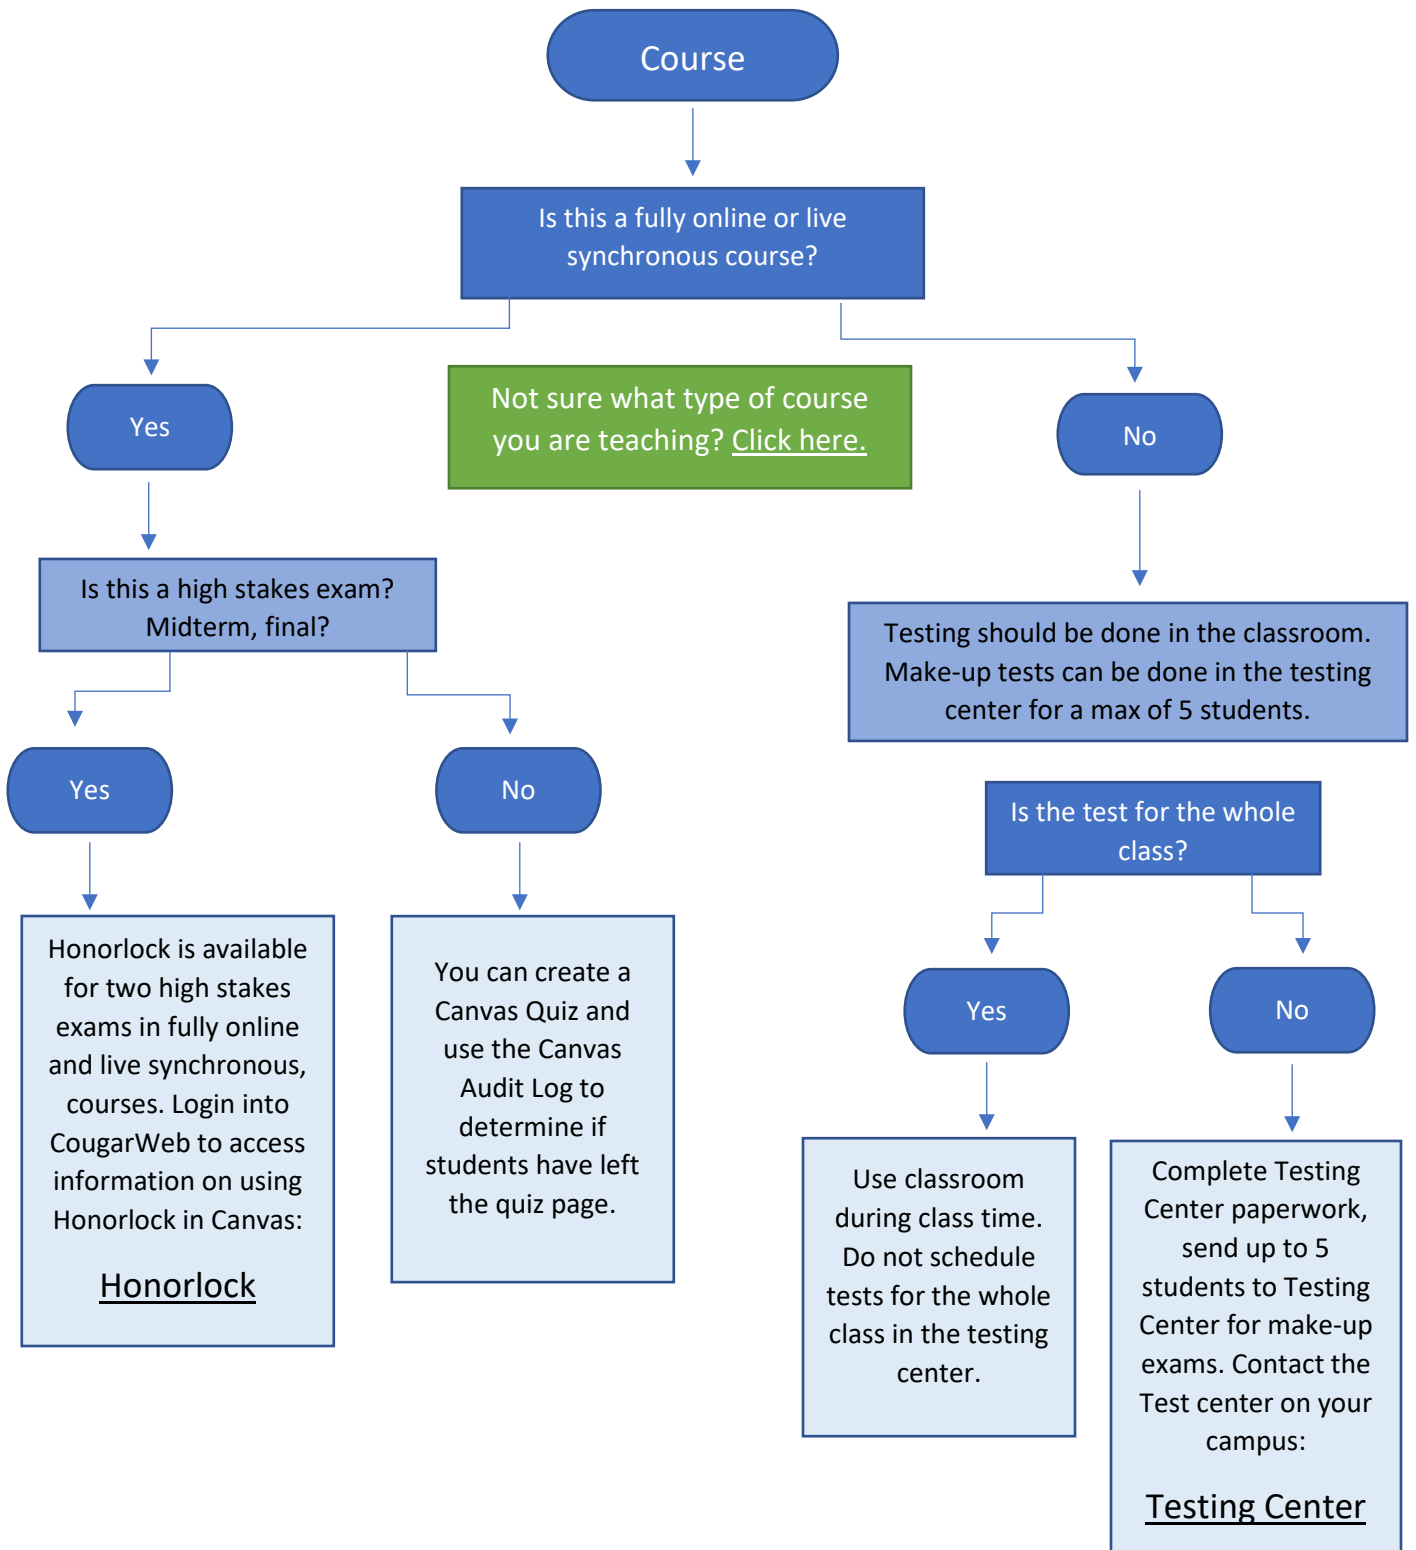 Course
Is this a fully online or live
synchronous course?
Yes
Not sure what type of course
you are teaching? Click here.
No
Is this a high stakes exam?
Midterm, final?
Testing should be done in the classroom.
Make-up tests can be done in the testing
center for a max of 5 students.
Yes
No
Is the test for the whole
class?
Honorlock is available
for two high stakes
exams in fully online
and live synchronous,
courses. Login into
CougarWeb to access
information on using
Honorlock in Canvas:
Honorlock
You can create a
Canvas Quiz and
use the Canvas
Audit Log to
determine if
students have left
the quiz page.
Yes
No
Use classroom
during class time.
Do not schedule
tests for the whole
class in the testing
center.
Complete Testing
Center paperwork,
send up to 5
students to Testing
Center for make-up
exams. Contact the
Test center on your
campus:
Testing Center